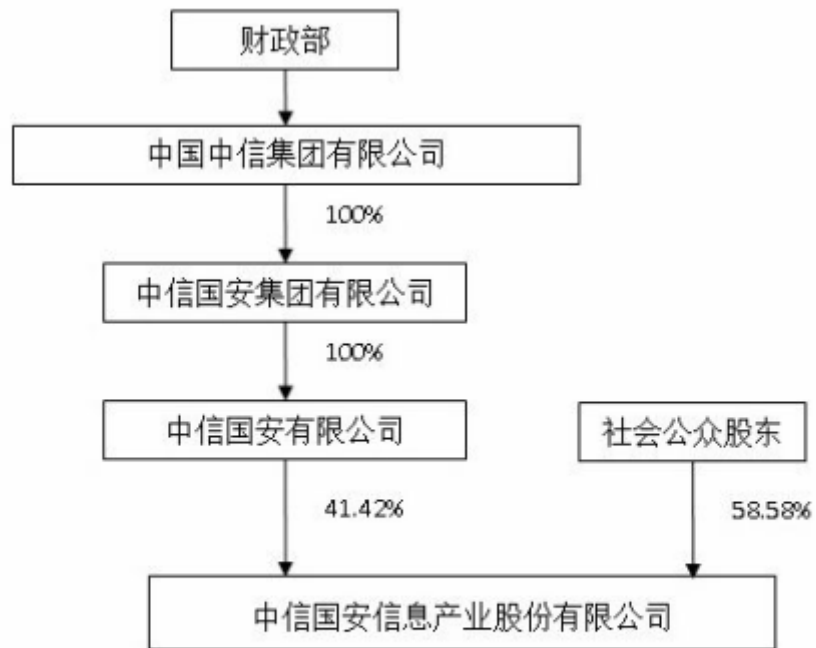 财政部
中国中信集团有限公司
100%
中信国安集团有限公司
100%
中信国安有限公司
社会公众股东
41.42%
58.58%
中信国安信息产业股份有限公司